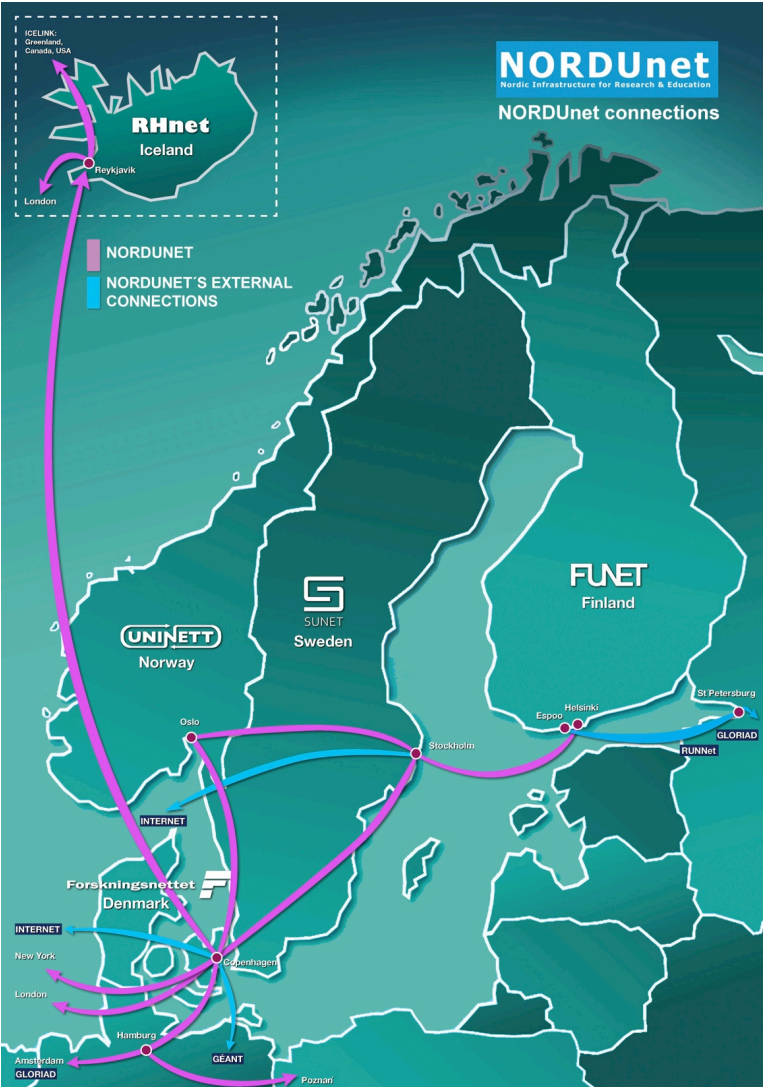 ICELINK:
Greenland,
Canada, USA
RHnet
Iceland
Reykjavik
London
NORDUnet
Nordic Infrastructure for Research & Education
NORDUnet connections
NORDUNET
NORDUNET´S EXTERNAL
CONNECTIONS
FUNET
Finland
SUNET
Sweden
UNINETT
Norway
St´Petersburg
Helsinki
Espoo
Oslo
GLORIAD
Stockholm
RUNNet
INTERNET
Forskningsnettet
Denmark
INTERNET
New York
Copenhagen
London
Hamburg
Amsterdam
GLORIAD
GÉANT
Poznań